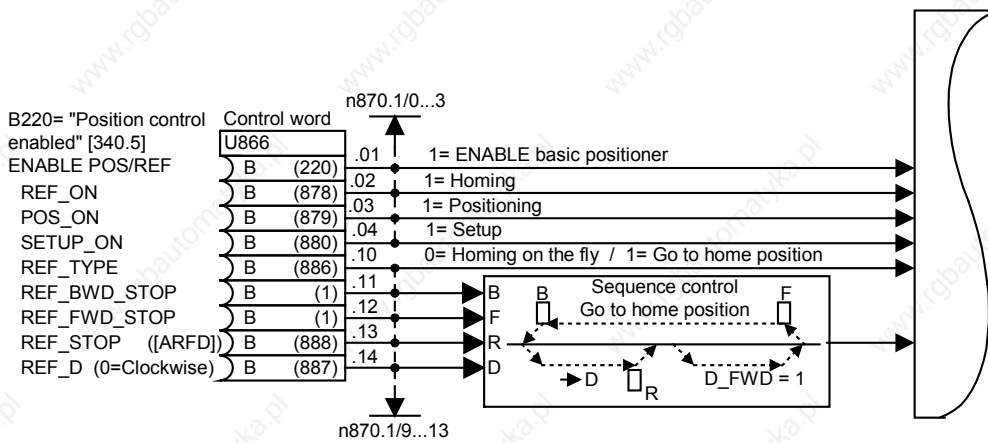 n870.1/0...3
B220= "Position control Control word
enabled" [340.5] U866
ENABLE POS/REF B (220) .01 1= ENABLE basic positioner
REF_ON B (878) .02 1= Homing
POS_ON B (879) .03 1= Positioning
SETUP_ON B (880) .04 1= Setup
REF_TYPE B (886) .10 0= Homing on the fly / 1= Go to home position
REF_BWD_STOP B (1) .11 B
REF_FWD_STOP B (1) .12 F
REF_STOP ([ARFD]) B (888) .13 R
REF_D (0=Clockwise) B (887) .14 D
Sequence control
Go to home position
B F
D R D_FWD = 1
n870.1/9...13
www.rgbautomatyka.pl